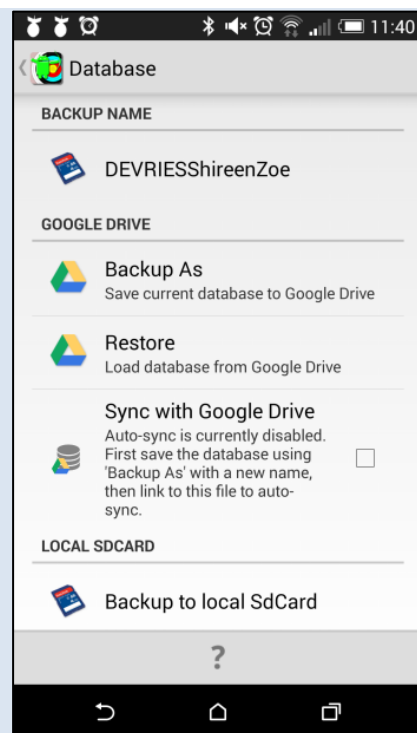 11:40
Database
BACKUP NAME
DEVRIESShireenZoe
GOOGLE DRIVE
Backup As
Save current database to Google Drive
Restore
Load database from Google Drive
Sync with Google Drive
Auto-sync is currently disabled.
First save the database using
'Backup As' with a new name,
then link to this file to auto-
sync.
LOCAL SDCARD
Backup to local SdCard
?